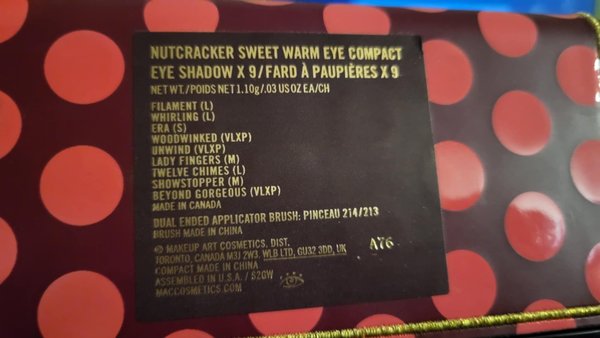 NUTCRACKER SWEET WARM EYE COMPACT
EYE SHADOW X 9/FARD À PAUPIÈRES X 9
NET WT./POIDS NET 1.10g/.03 US OZ EA/CH
FILAMENT (L)
WHIRLING (L)
ERA (S)
WOODWINKED (VLXP)
UNWIND (VLXP)
LADY FINGERS (M)
TWELVE CHIMES (L)
SHOWSTOPPER (M)
BEYOND GORGEOUS (VLXP)
MADE IN CANADA
DUAL ENDED APPLICATOR BRUSH: PINCEAU 214/213
BRUSH MADE IN CHINA
© MAKEUP ART COSMETICS, DIST.
TORONTO, CANADA M3J 2W3, WLB LTD, GU32 3DD, UK
COMPACT MADE IN CHINA
ASSEMBLED IN U.S.A. / S2GW
MACCOSMETICS.COM
A76